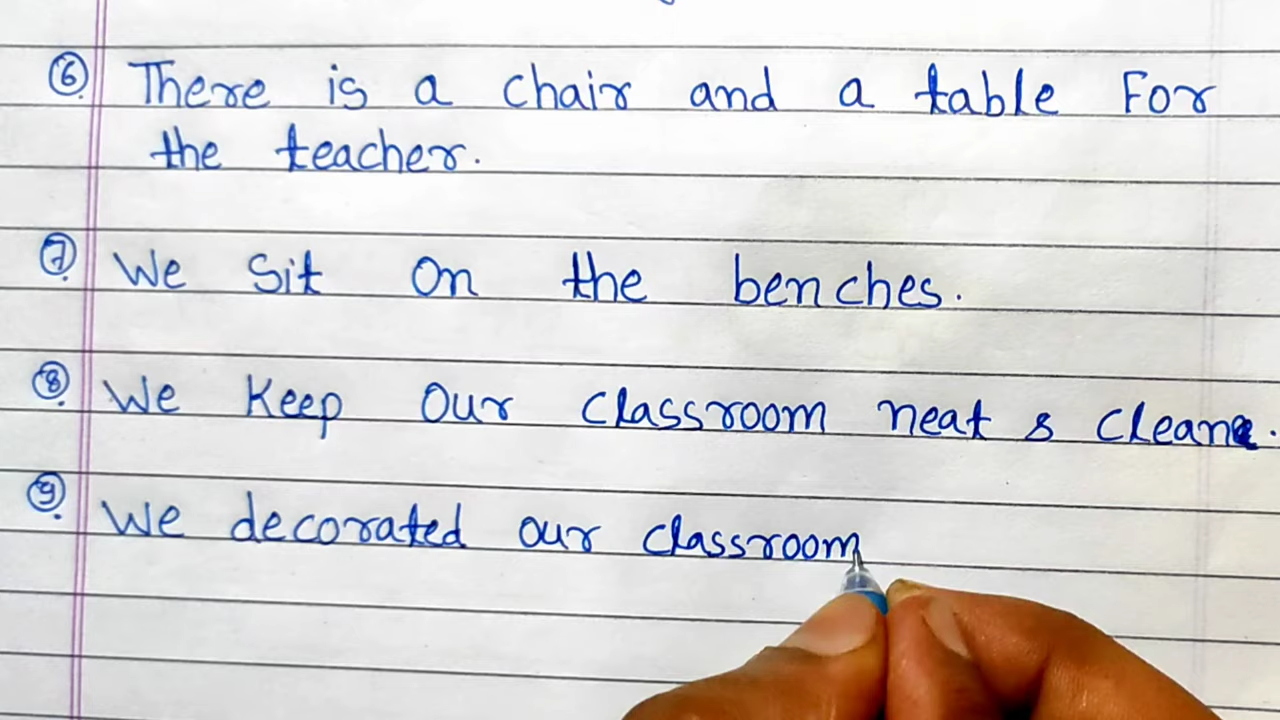 ⑥ There is a chair and a table For
the teacher.
⑦ We Sit On the benches.
⑧ We Keep Our Classroom neat & Clean.
⑨ We decorated our Classroom